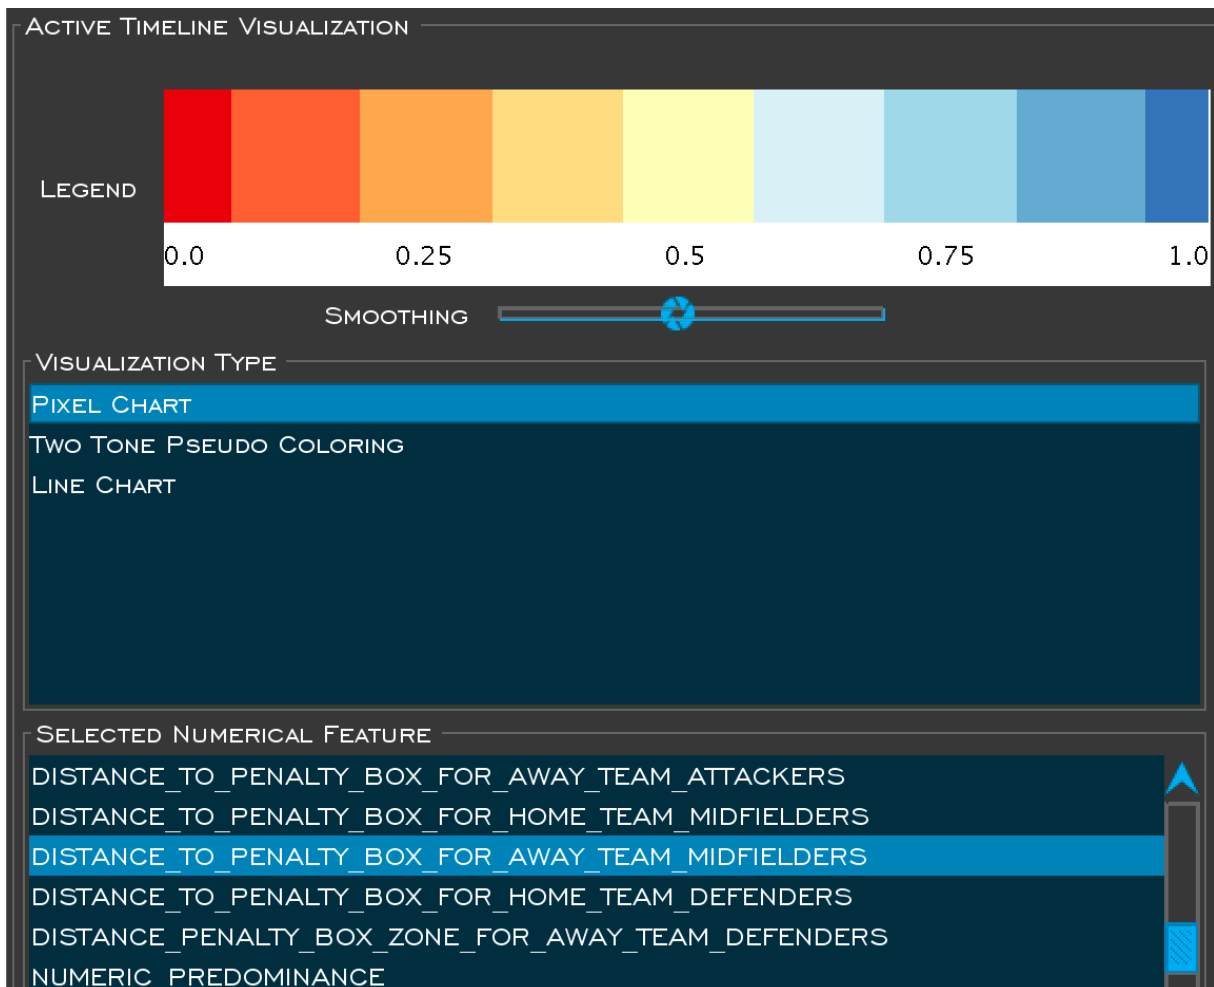 Active Timeline Visualization
Legend
0.0 0.25 0.5 0.75 1.0
Smoothing
Visualization Type
Pixel Chart
Two Tone Pseudo Coloring
Line Chart
Selected Numerical Feature
DISTANCE_TO_PENALTY_BOX_FOR_AWAY_TEAM_ATTACKERS
DISTANCE_TO_PENALTY_BOX_FOR_HOME_TEAM_MIDFIELDERS
DISTANCE_TO_PENALTY_BOX_FOR_AWAY_TEAM_MIDFIELDERS
DISTANCE_TO_PENALTY_BOX_FOR_HOME_TEAM_DEFENDERS
DISTANCE_PENALTY_BOX_ZONE_FOR_AWAY_TEAM_DEFENDERS
NUMERIC_PREDOMINANCE